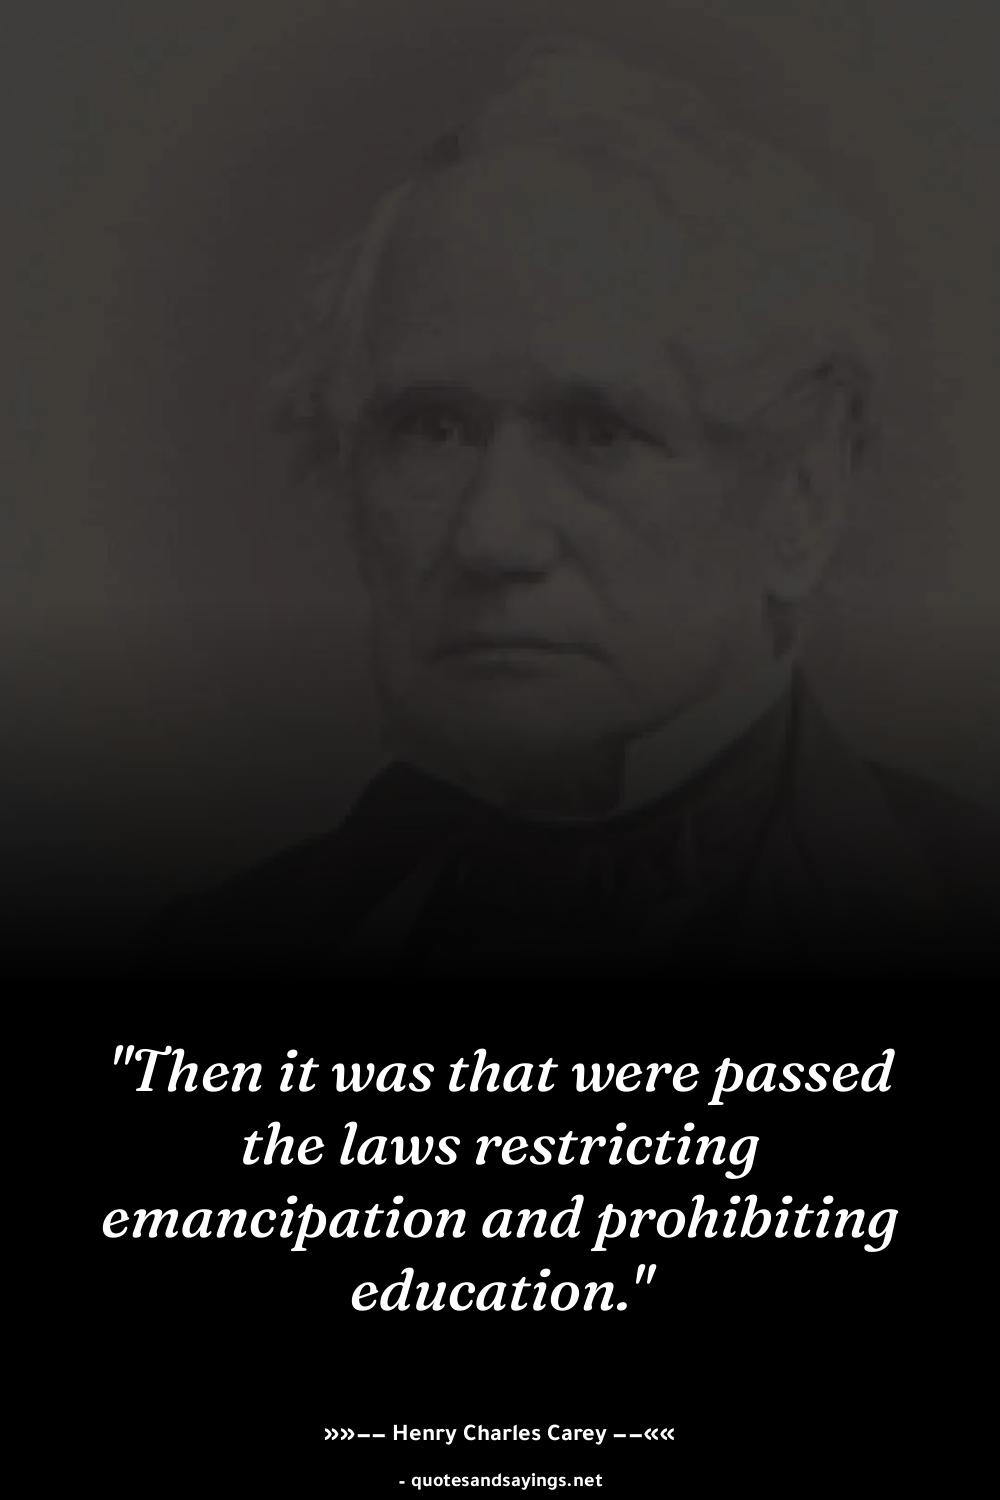 "Then it was that were passed
the laws restricting
emancipation and prohibiting
education."
»»−− Henry Charles Carey −−««
- quotesandsayings.net